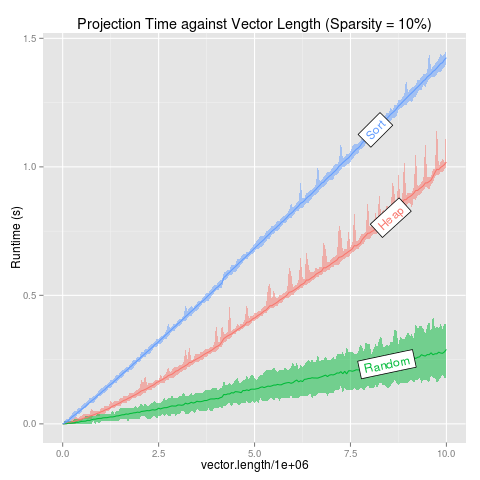 Projection Time against Vector Length (Sparsity = 10%)
1.5
1.0
0.5
0.0
Runtime (s)
Sort
Heap
Random
0.0 2.5 5.0 7.5 10.0
vector.length/1e+06